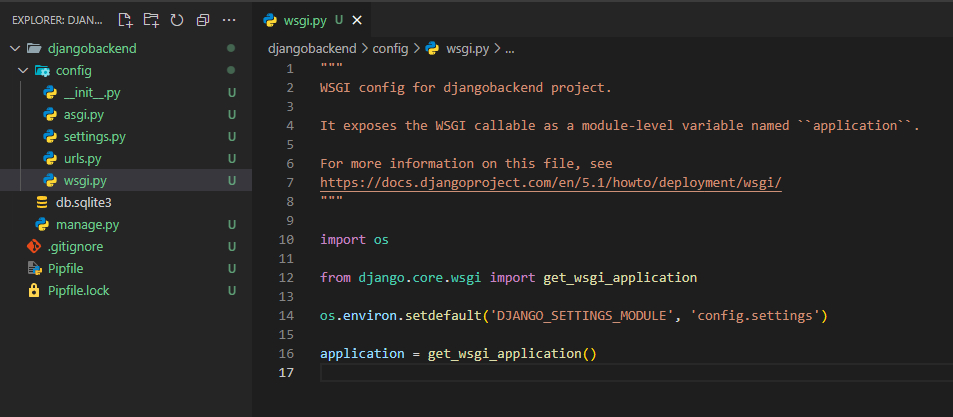 EXPLORER: DJAN...
djangobackend
config
__init__.py U
asgi.py U
settings.py U
urls.py U
wsgi.py U
db.sqlite3
manage.py U
.gitignore U
Pipfile U
Pipfile.lock U
wsgi.py U
djangobackend > config > wsgi.py > ...
1 """
2 WSGI config for djangobackend project.
3
4 It exposes the WSGI callable as a module-level variable named ``application``.
5
6 For more information on this file, see
7 https://docs.djangoproject.com/en/5.1/howto/deployment/wsgi/
8 """
9
10 import os
11
12 from django.core.wsgi import get_wsgi_application
13
14 os.environ.setdefault('DJANGO_SETTINGS_MODULE', 'config.settings')
15
16 application = get_wsgi_application()
17